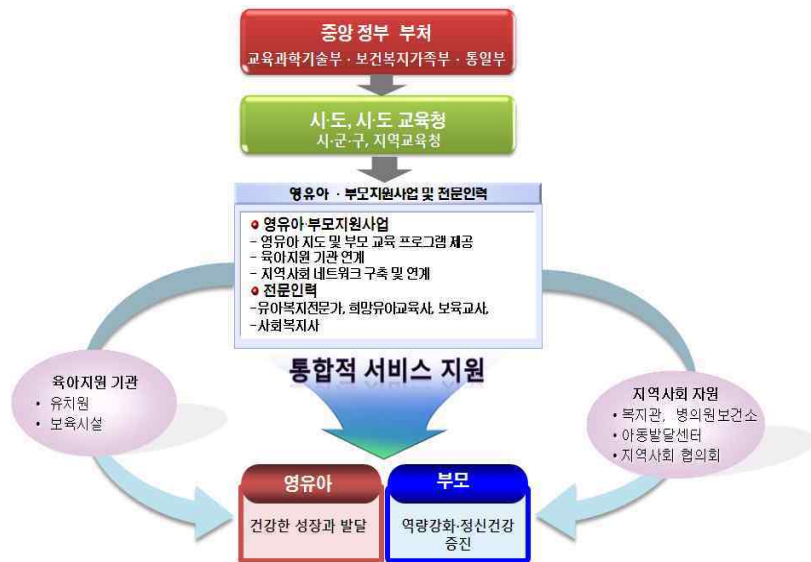 중앙 정부 부처
교육과학기술부 · 보건복지가족부 · 통일부
시·도, 시·도 교육청
시·군·구, 지역교육청
영유아 · 부모지원사업 및 전문인력
영유아·부모지원사업
- 영유아 지도 및 부모 교육 프로그램 제공
- 육아지원 기관 연계
- 지역사회 네트워크 구축 및 연계
전문인력
-유아복지전문가, 희망유아교육사, 보육교사,
-사회복지사
통합적 서비스 지원
육아지원 기관
• 유치원
• 보육시설
지역사회 자원
• 복지관, 병의원보건소
• 아동발달센터
• 지역사회 협의회
영유아
건강한 성장과 발달
부모
역량강화·정신건강
증진